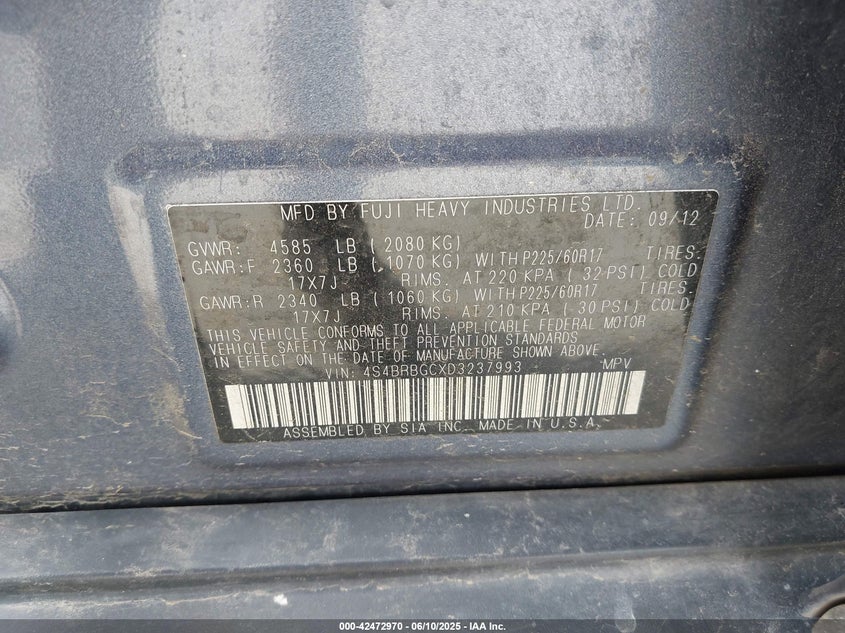 MFD BY FUJI HEAVY INDUSTRIES LTD.
DATE: 09/12
GVWR: 4585 LB ( 2080 KG)
GAWR:F 2360 LB ( 1070 KG) WITH P225/60R17 TIRES.
17X7J RIMS. AT 220 KPA ( 32 PSI) COLD
GAWR:R 2340 LB ( 1060 KG) WITH P225/60R17 TIRES.
17X7J RIMS. AT 210 KPA ( 30 PSI) COLD
THIS VEHICLE CONFORMS TO ALL APPLICABLE FEDERAL MOTOR
VEHICLE SAFETY AND THEFT PREVENTION STANDARDS
IN EFFECT ON THE DATE OF MANUFACTURE SHOWN ABOVE.
VIN: 4S4BRBGCXD3237993 MPV
ASSEMBLED BY SIA INC. MADE IN U.S.A.
000-42472970 - 06/10/2025 - IAA Inc.